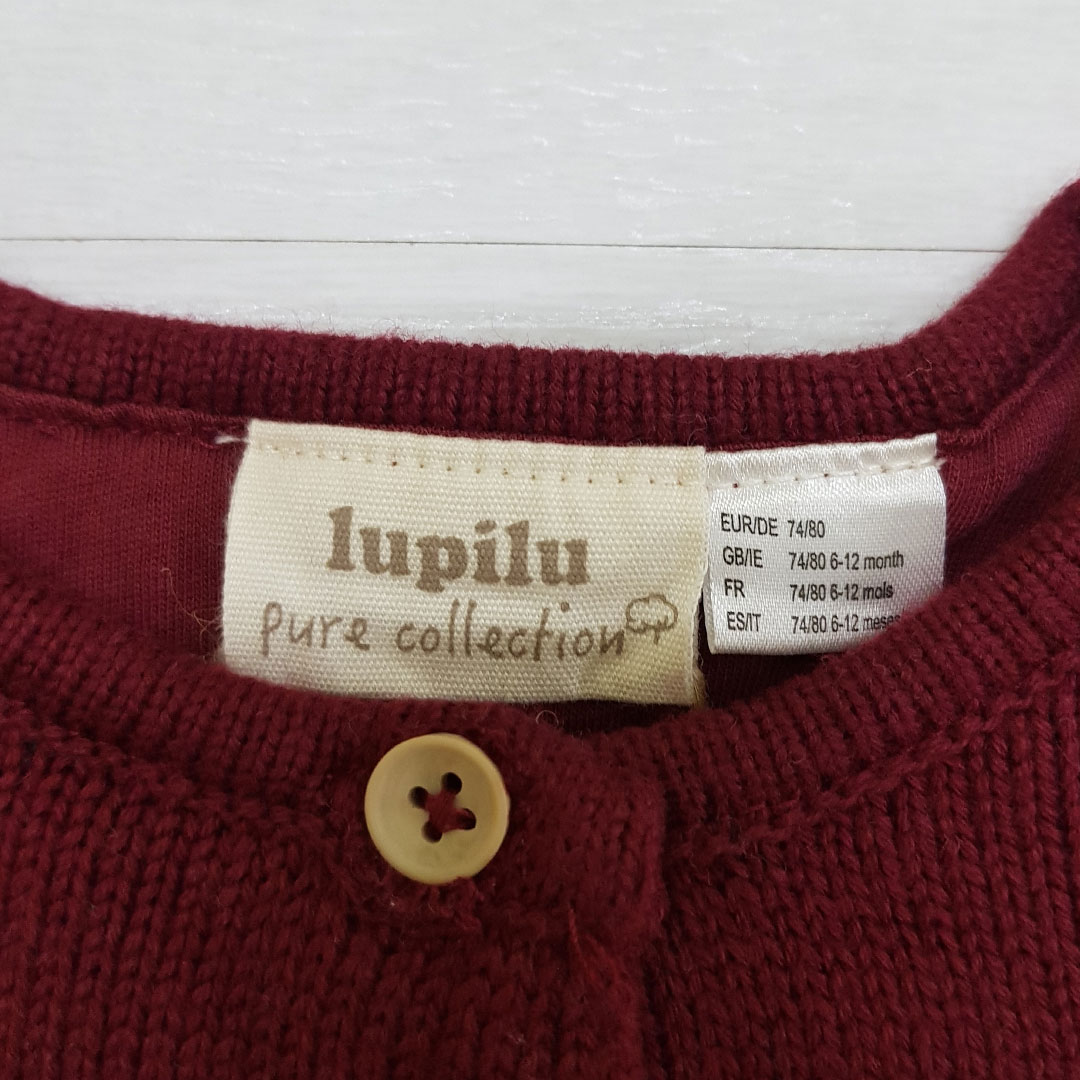 lupilu
pure collection
EUR/DE 74/80
GB/IE 74/80 6-12 month
FR 74/80 6-12 mois
ES/IT 74/80 6-12 meses